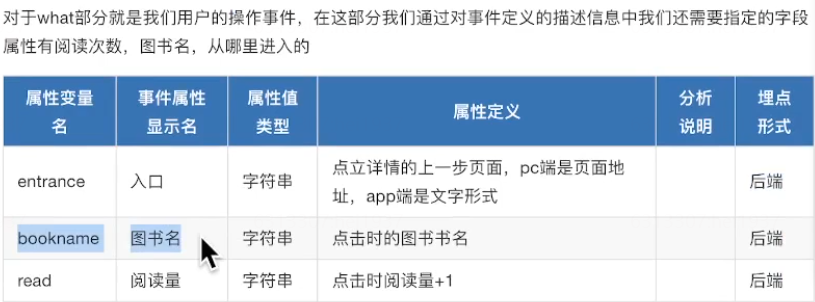 对于what部分就是我们用户的操作事件，在这部分我们通过对事件定义的描述信息中我们还需要指定的字段
属性有阅读次数，图书名，从哪里进入的
属性变量名 事件属性显示名 属性值类型 属性定义 分析说明 埋点形式
entrance 入口 字符串 点立详情的上一步页面，pc端是页面地址，app端是文字形式 后端
bookname 图书名 字符串 点击时的图书书名 后端
read 阅读量 字符串 点击时阅读量+1 后端